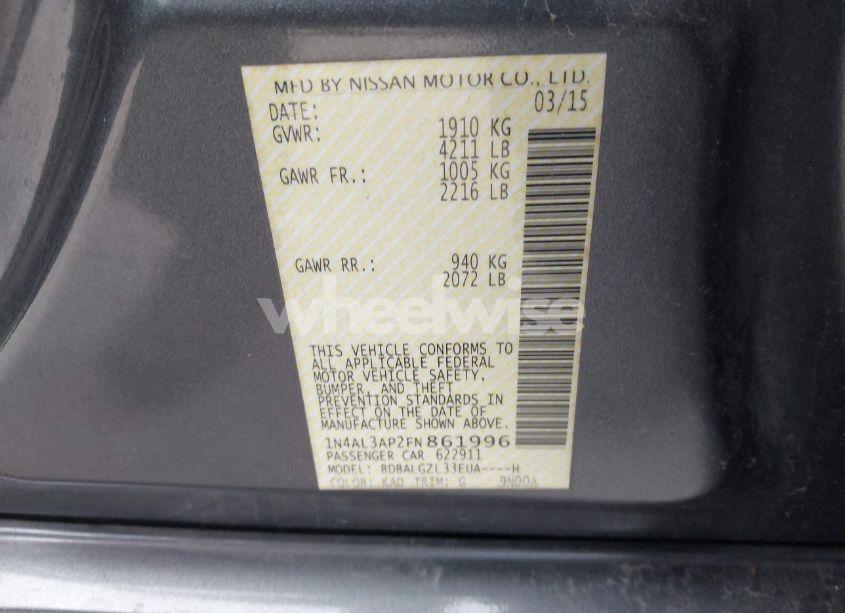 MFD BY NISSAN MOTOR CO., LTD.
DATE: 03/15
GVWR: 1910 KG
4211 LB
GAWR FR.: 1005 KG
2216 LB
GAWR RR.: 940 KG
2072 LB
wheelwise
THIS VEHICLE CONFORMS TO
ALL APPLICABLE FEDERAL
MOTOR VEHICLE SAFETY,
BUMPER, AND THEFT
PREVENTION STANDARDS IN
EFFECT ON THE DATE OF
MANUFACTURE SHOWN ABOVE.
1N4AL3AP2FN861996
PASSENGER CAR 622911
MODEL: BDBALGZL33EUA----H
COLOR: KAD TRIM: G 9N00A